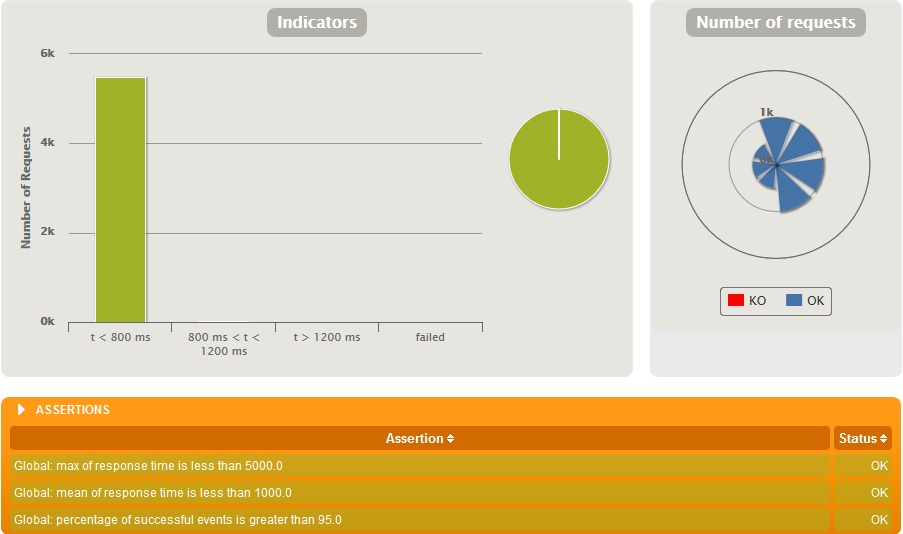 Indicators
Number of Requests
6k
4k
2k
0k
t < 800 ms
800 ms < t <
1200 ms
t > 1200 ms
failed
Number of requests
1k
KO
OK
ASSERTIONS
Assertion
Status
Global: max of response time is less than 5000.0
OK
Global: mean of response time is less than 1000.0
OK
Global: percentage of successful events is greater than 95.0
OK